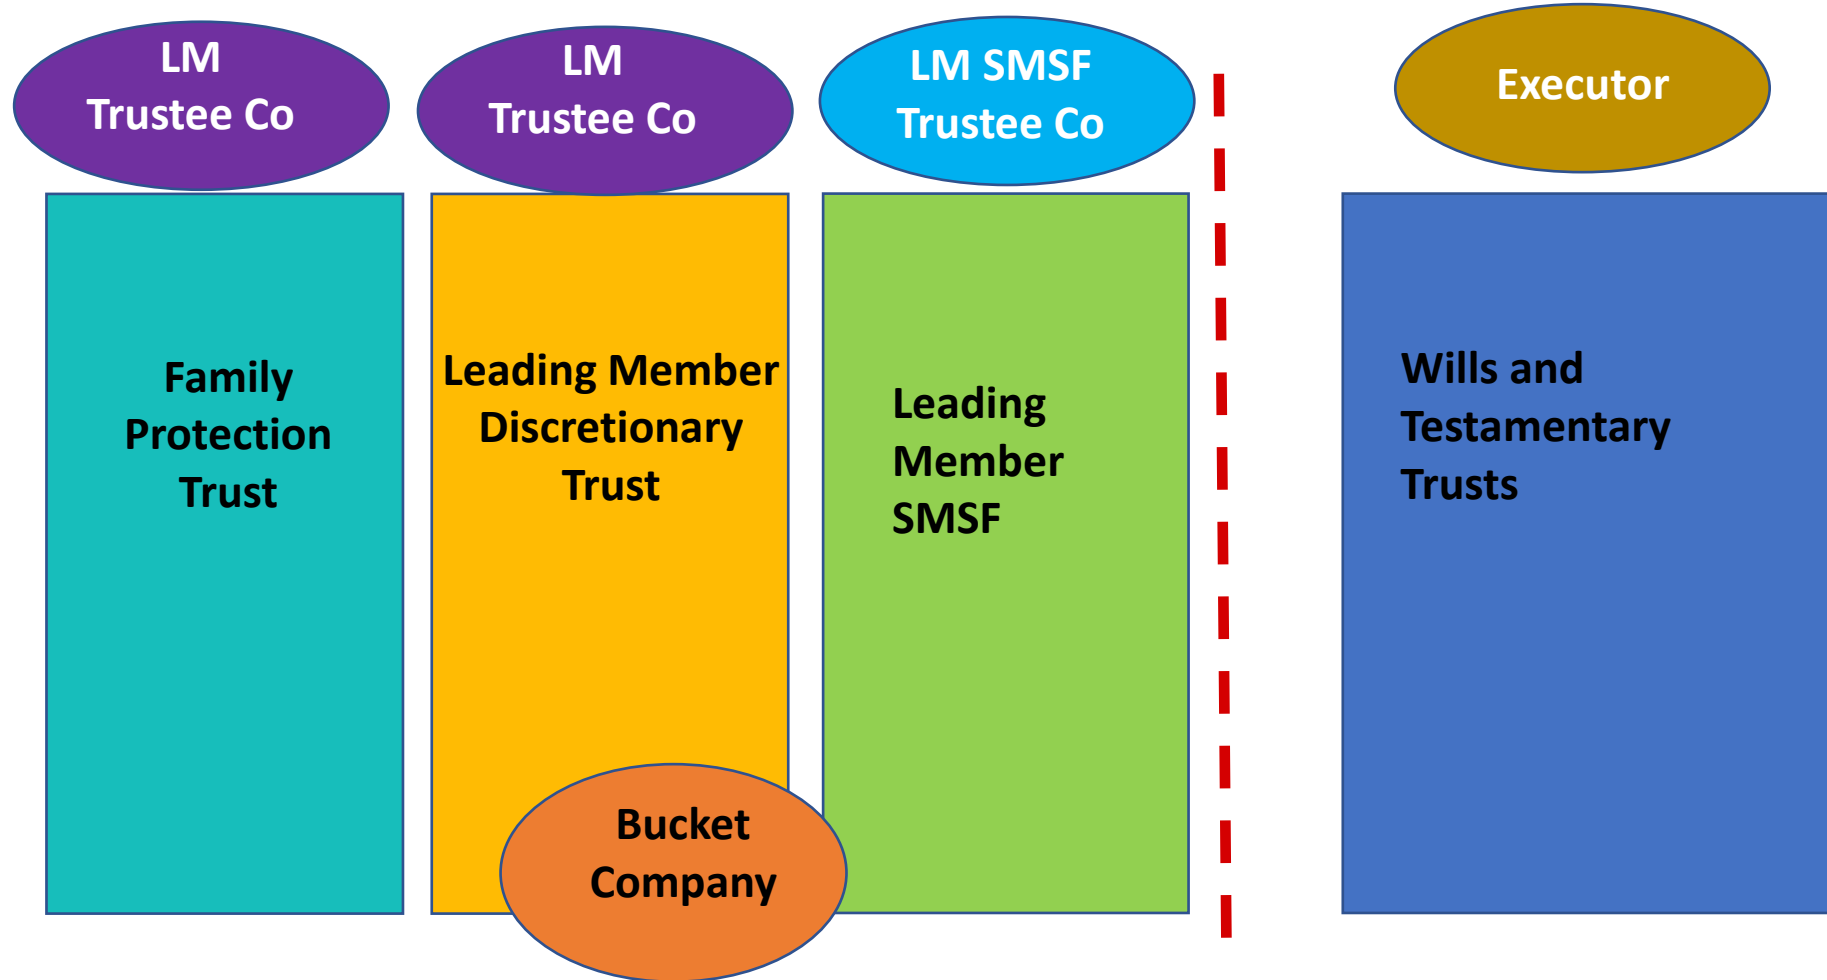 LM
Trustee Co
LM
Trustee Co
LM SMSF
Trustee Co
Executor
Family
Protection
Trust
Leading Member
Discretionary
Trust
Leading
Member
SMSF
Wills and
Testamentary
Trusts
Bucket
Company